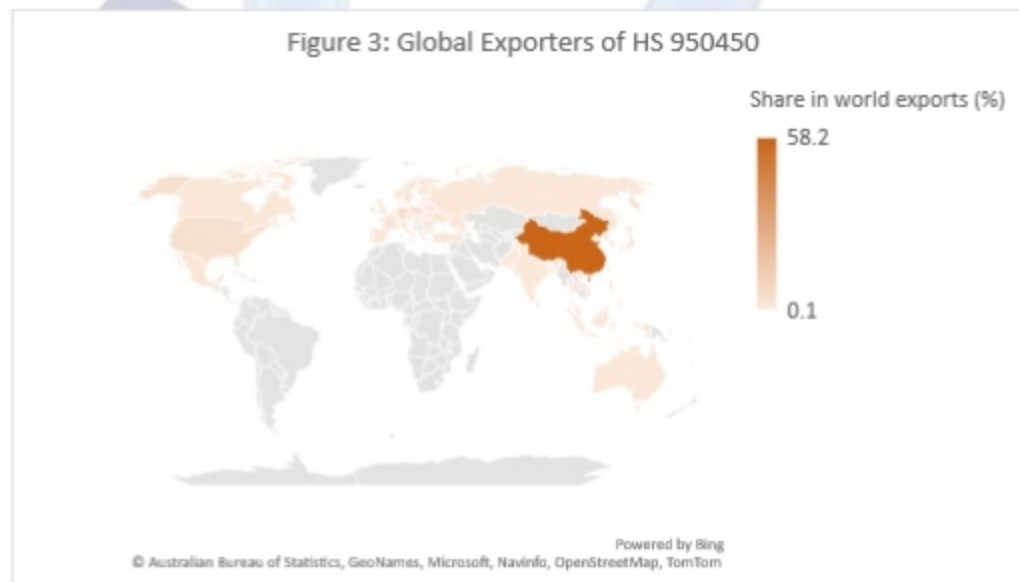 Figure 3: Global Exporters of HS 950450
Share in world exports (%)
58.2
0.1
Powered by Bing
© Australian Bureau of Statistics, GeoNames, Microsoft, Navinfo, OpenStreetMap, TomTom